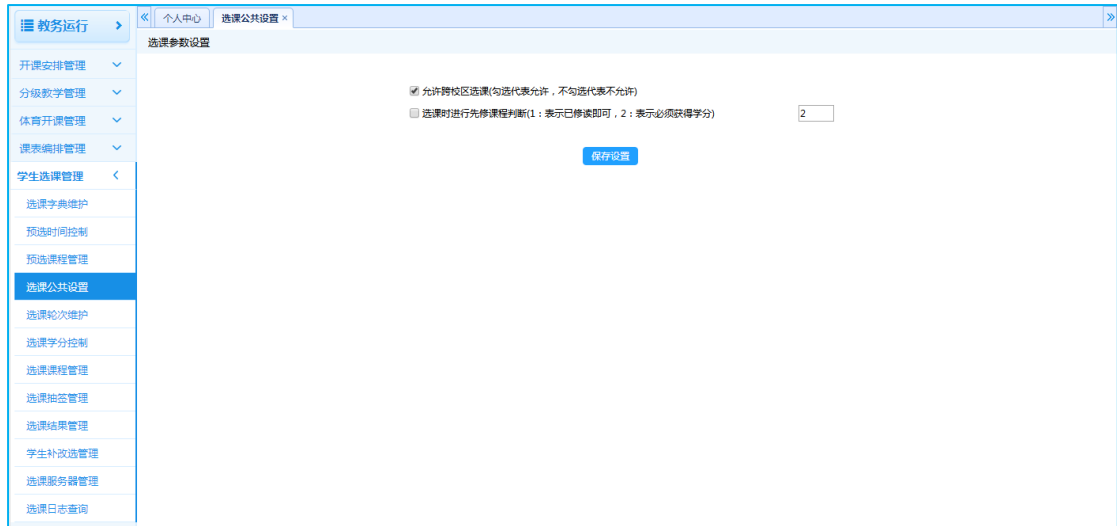 教务运行
个人中心 选课公共设置 ×
选课参数设置
开课安排管理
分级教学管理
体育开课管理
课表编排管理
学生选课管理
选课字典维护
预选时间控制
预选课程管理
选课公共设置
选课轮次维护
选课学分控制
选课课程管理
选课抽签管理
选课结果管理
学生补改选管理
选课服务器管理
选课日志查询
允许跨校区选课(勾选代表允许，不勾选代表不允许)
选课时进行先修课程判断(1：表示已修读即可，2：表示必须获得学分) 2
保存设置